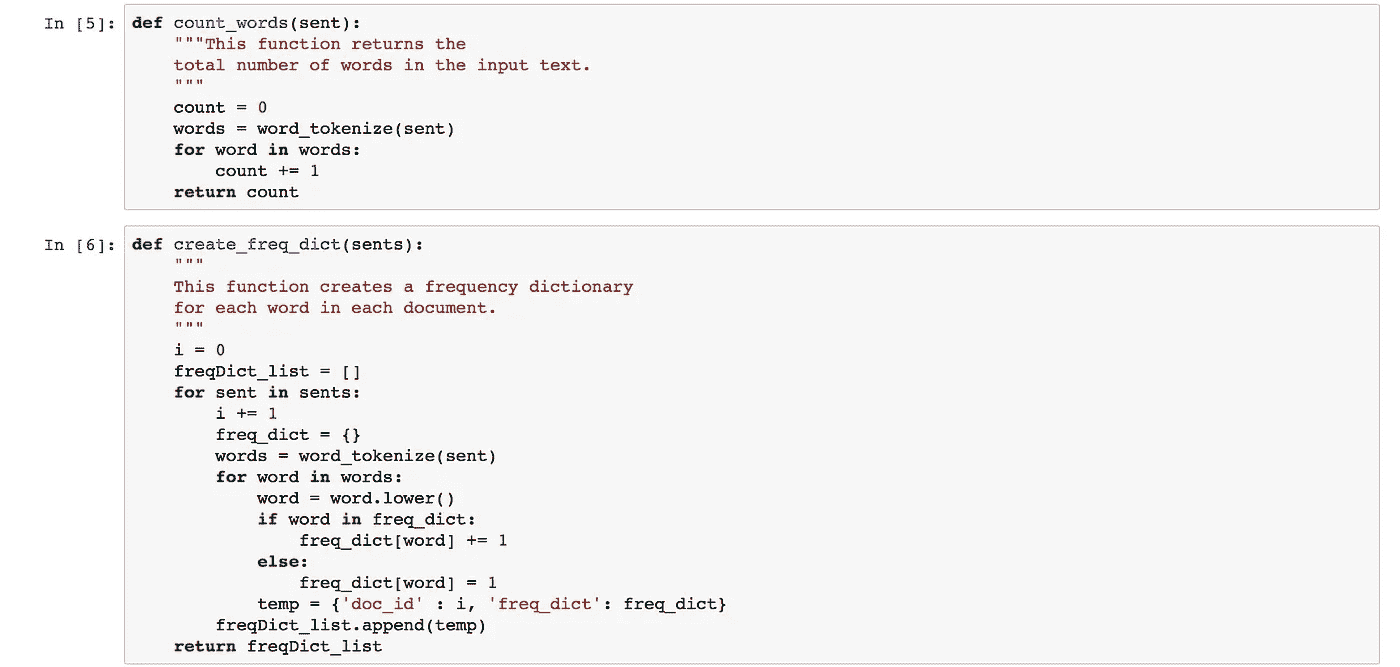 In [5]: def count_words(sent):
"""This function returns the
total number of words in the input text.
"""
count = 0
words = word_tokenize(sent)
for word in words:
count += 1
return count
In [6]: def create_freq_dict(sents):
"""
This function creates a frequency dictionary
for each word in each document.
"""
i = 0
freqDict_list = []
for sent in sents:
i += 1
freq_dict = {}
words = word_tokenize(sent)
for word in words:
word = word.lower()
if word in freq_dict:
freq_dict[word] += 1
else:
freq_dict[word] = 1
temp = {'doc_id' : i, 'freq_dict': freq_dict}
freqDict_list.append(temp)
return freqDict_list